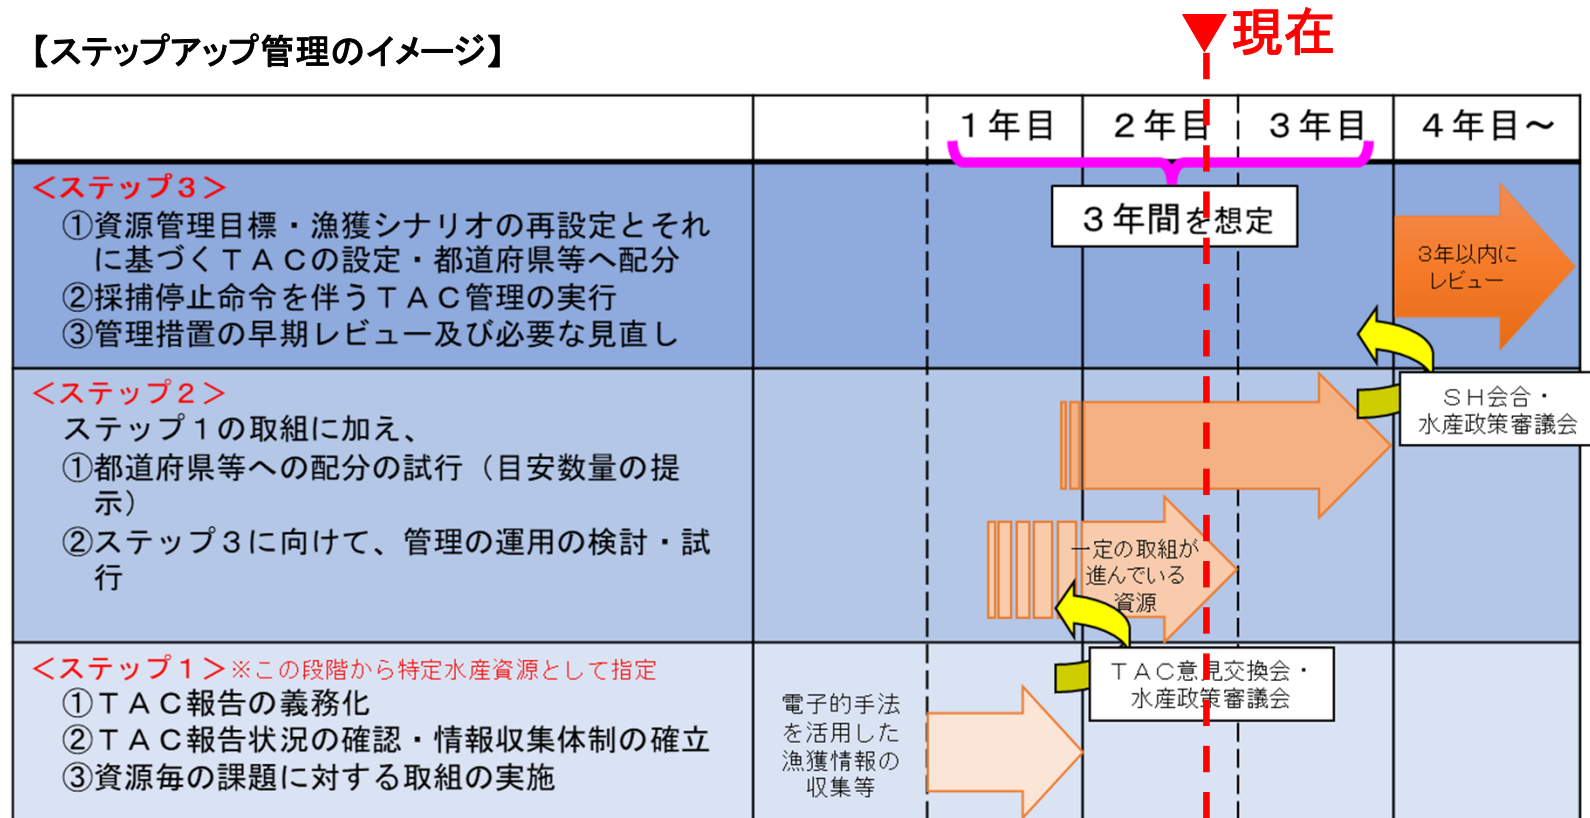 現在
【ステップアップ管理のイメージ】
１年目 ２年目 ３年目 ４年目～
３年間を想定
＜ステップ３＞
①資源管理目標・漁獲シナリオの再設定とそれ
に基づくＴＡＣの設定・都道府県等へ配分
②採捕停止命令を伴うＴＡＣ管理の実行
③管理措置の早期レビュー及び必要な見直し
3年以内に
レビュー
＜ステップ２＞
ステップ１の取組に加え、
①都道府県等への配分の試行（目安数量の提
示）
②ステップ３に向けて、管理の運用の検討・試
行
ＳＨ会合・
水産政策審議会
一定の取組が
進んでいる
資源
＜ステップ１＞※この段階から特定水産資源として指定
①ＴＡＣ報告の義務化
②ＴＡＣ報告状況の確認・情報収集体制の確立
③資源毎の課題に対する取組の実施
電子的手法
を活用した
漁獲情報の
収集等
ＴＡＣ意見交換会・
水産政策審議会